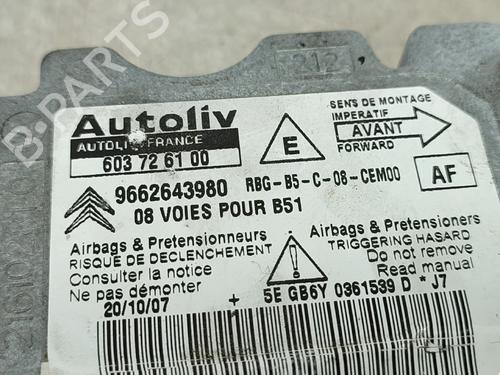 212
Autoliv
AUTOLIV FRANCE
603 72 61 00
E
SENS DE MONTAGE
IMPERATIF
AVANT
FORWARD
9662643980 RBG-B5-C-08-CEM00
AF
08 VOIES POUR B51
Airbags & Pretensionneurs
RISQUE DE DECLENCHEMENT
Consulter la notice
Ne pas démonter
20/10/07
Airbags & Pretensioners
TRIGGERING HASARD
Do not remove
Read manual
5E GB6Y 0361539 D * J7
B-PARTS